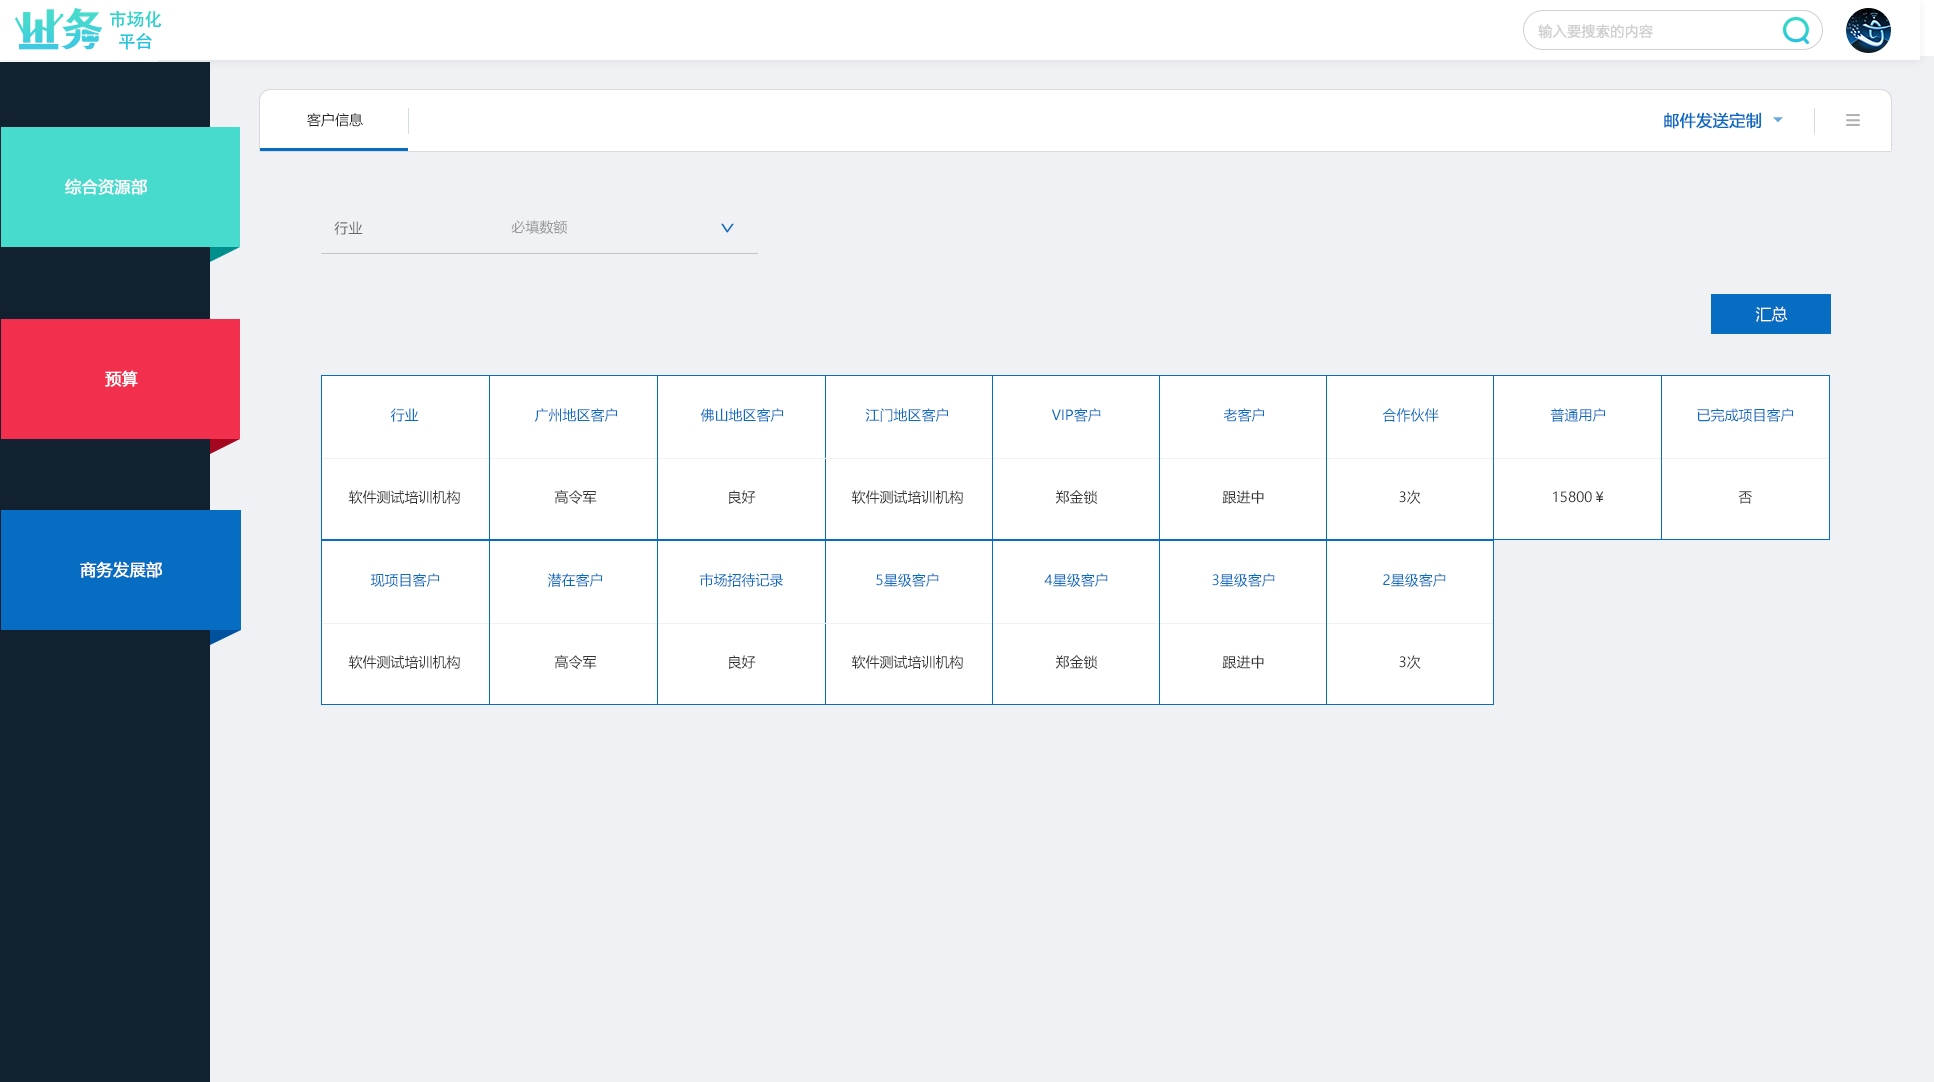 业务 市场化
平台
输入要搜索的内容
客户信息
邮件发送定制
综合资源部
预算
商务发展部
行业 必填数额
汇总
行业 广州地区客户 佛山地区客户 江门地区客户 VIP客户 老客户 合作伙伴 普通用户 已完成项目客户
软件测试培训机构 高令军 良好 软件测试培训机构 郑金锁 跟进中 3次 15800 ¥ 否
现项目客户 潜在客户 市场招待记录 5星级客户 4星级客户 3星级客户 2星级客户
软件测试培训机构 高令军 良好 软件测试培训机构 郑金锁 跟进中 3次